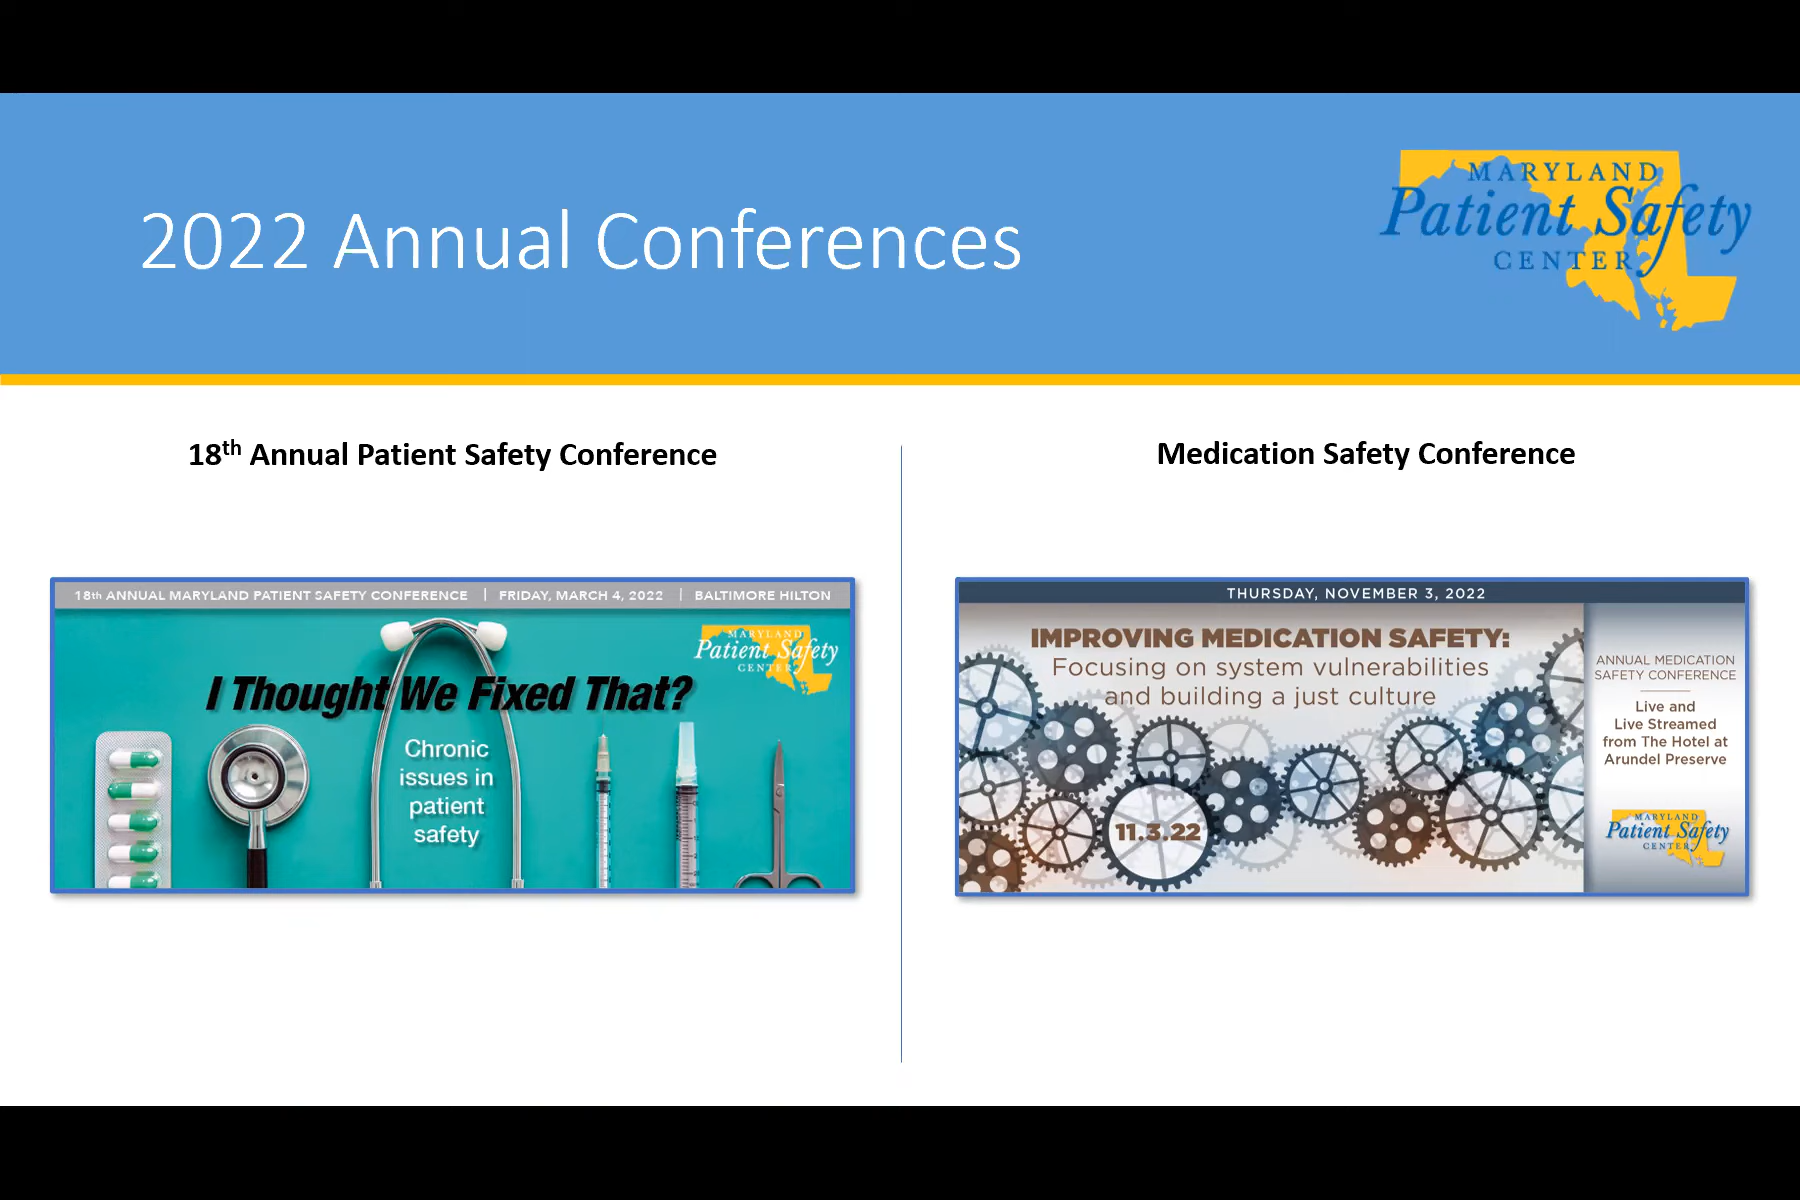 2022 Annual Conferences
MARYLAND
Patient Safety
CENTER
18th Annual Patient Safety Conference
18th ANNUAL MARYLAND PATIENT SAFETY CONFERENCE | FRIDAY, MARCH 4, 2022 | BALTIMORE HILTON
MARYLAND
Patient Safety
CENTER
I Thought We Fixed That?
Chronic
issues in
patient
safety
Medication Safety Conference
THURSDAY, NOVEMBER 3, 2022
IMPROVING MEDICATION SAFETY:
Focusing on system vulnerabilities
and building a just culture
11.3.22
ANNUAL MEDICATION
SAFETY CONFERENCE
Live and
Live Streamed
from The Hotel at
Arundel Preserve
MARYLAND
Patient Safety
CENTER